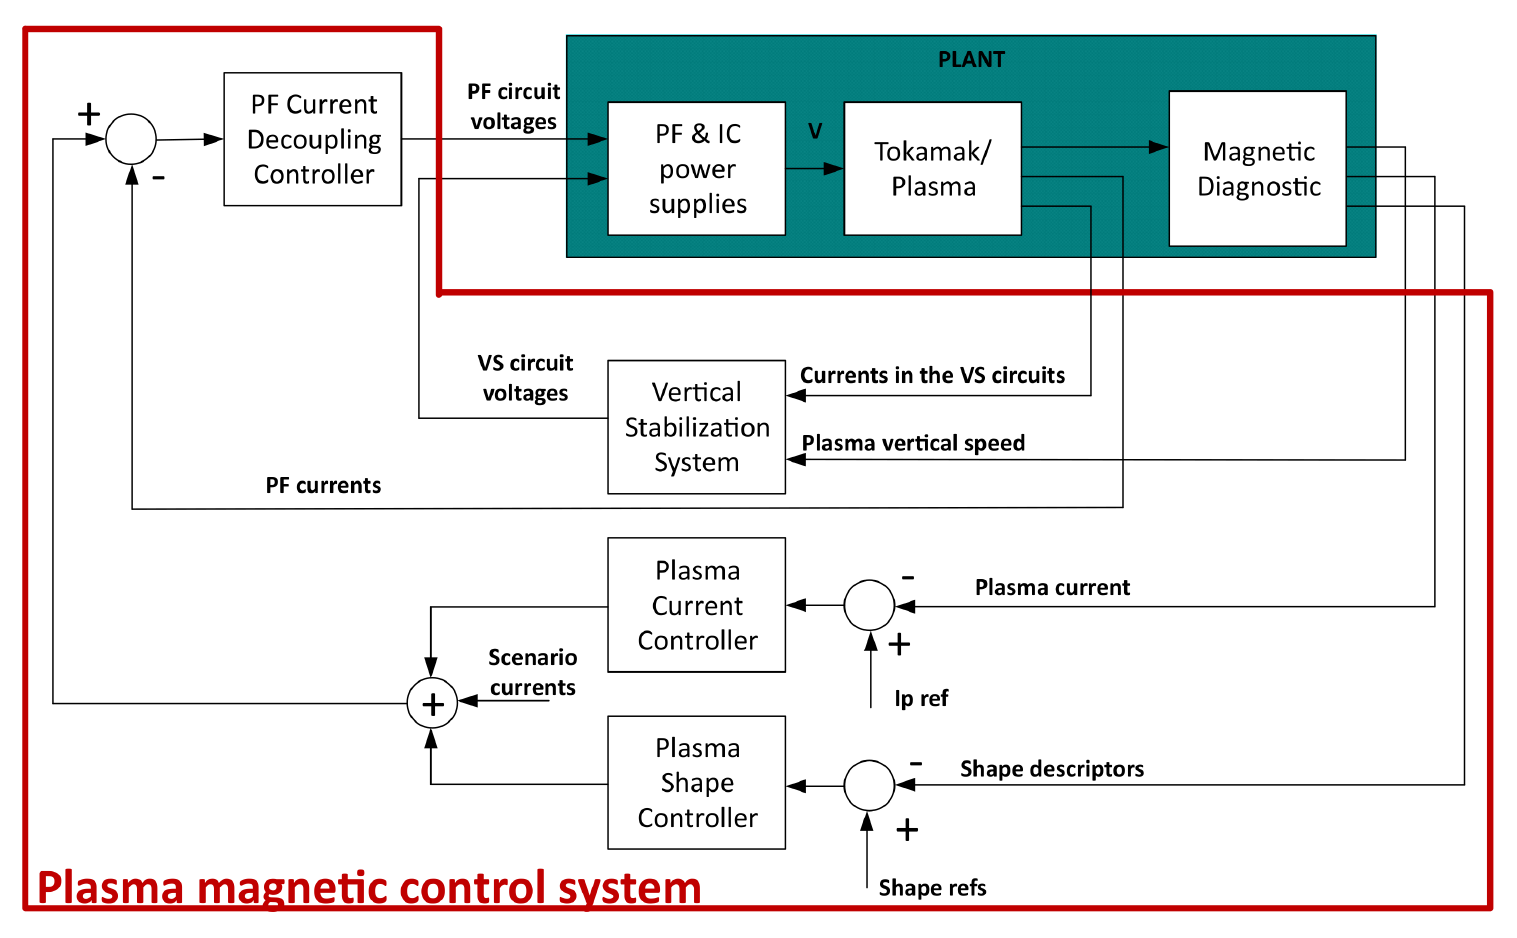 PLANT
PF circuit
voltages
+
-
PF Current
Decoupling
Controller
PF & IC
power
supplies
V
Tokamak/
Plasma
Magnetic
Diagnostic
VS circuit
voltages
Vertical
Stabilization
System
Currents in the VS circuits
Plasma vertical speed
PF currents
Plasma
Current
Controller
-
Plasma current
+
Ip ref
Scenario
currents
+
Plasma
Shape
Controller
-
Shape descriptors
+
Shape refs
Plasma magnetic control system